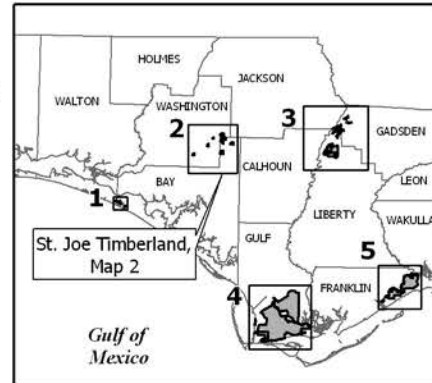 HOLMES
JACKSON
WALTON
WASHINGTON
2
3
GADSDEN
CALHOUN
BAY
LEON
1
LIBERTY
WAKULLA
St. Joe Timberland,
Map 2
GULF
5
4
FRANKLIN
Gulf of
Mexico